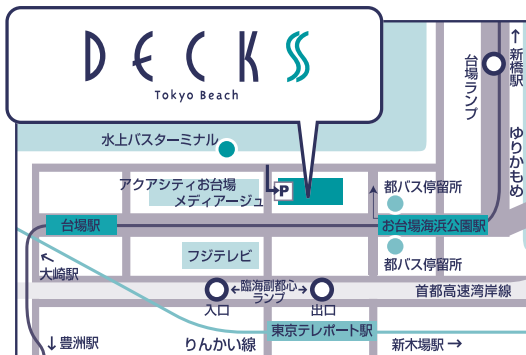 DECKS
Tokyo Beach
↑新橋駅
台場ランプ
ゆりかもめ
水上バスターミナル
アクアシティお台場
メディアージュ
P
都バス停留所
台場駅
お台場海浜公園駅
フジテレビ
都バス停留所
大崎駅
←臨海副都心→
ランプ
入口
出口
首都高速湾岸線
東京テレポート駅
↓豊洲駅
りんかい線
新木場駅→